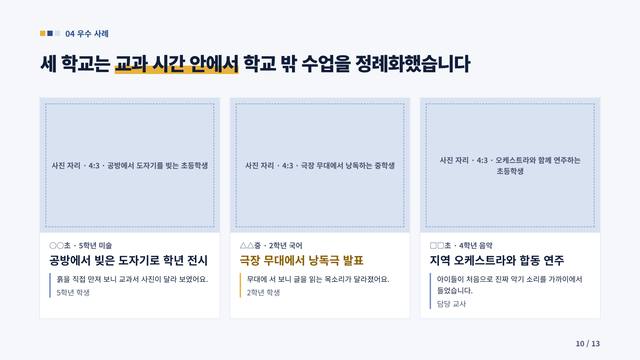 04 우수 사례
세 학교는 교과 시간 안에서 학교 밖 수업을 정례화했습니다
사진 자리 · 4:3 · 공방에서 도자기를 빚는 초등학생
○○초 · 5학년 미술
공방에서 빚은 도자기로 학년 전시
흙을 직접 만져 보니 교과서 사진이 달라 보였어요.
5학년 학생
사진 자리 · 4:3 · 극장 무대에서 낭독하는 중학생
△△중 · 2학년 국어
극장 무대에서 낭독극 발표
무대에 서 보니 글을 읽는 목소리가 달라졌어요.
2학년 학생
사진 자리 · 4:3 · 오케스트라와 함께 연주하는
초등학생
□□초 · 4학년 음악
지역 오케스트라와 합동 연주
아이들이 처음으로 진짜 악기 소리를 가까이에서
들었습니다.
담당 교사
10 / 13